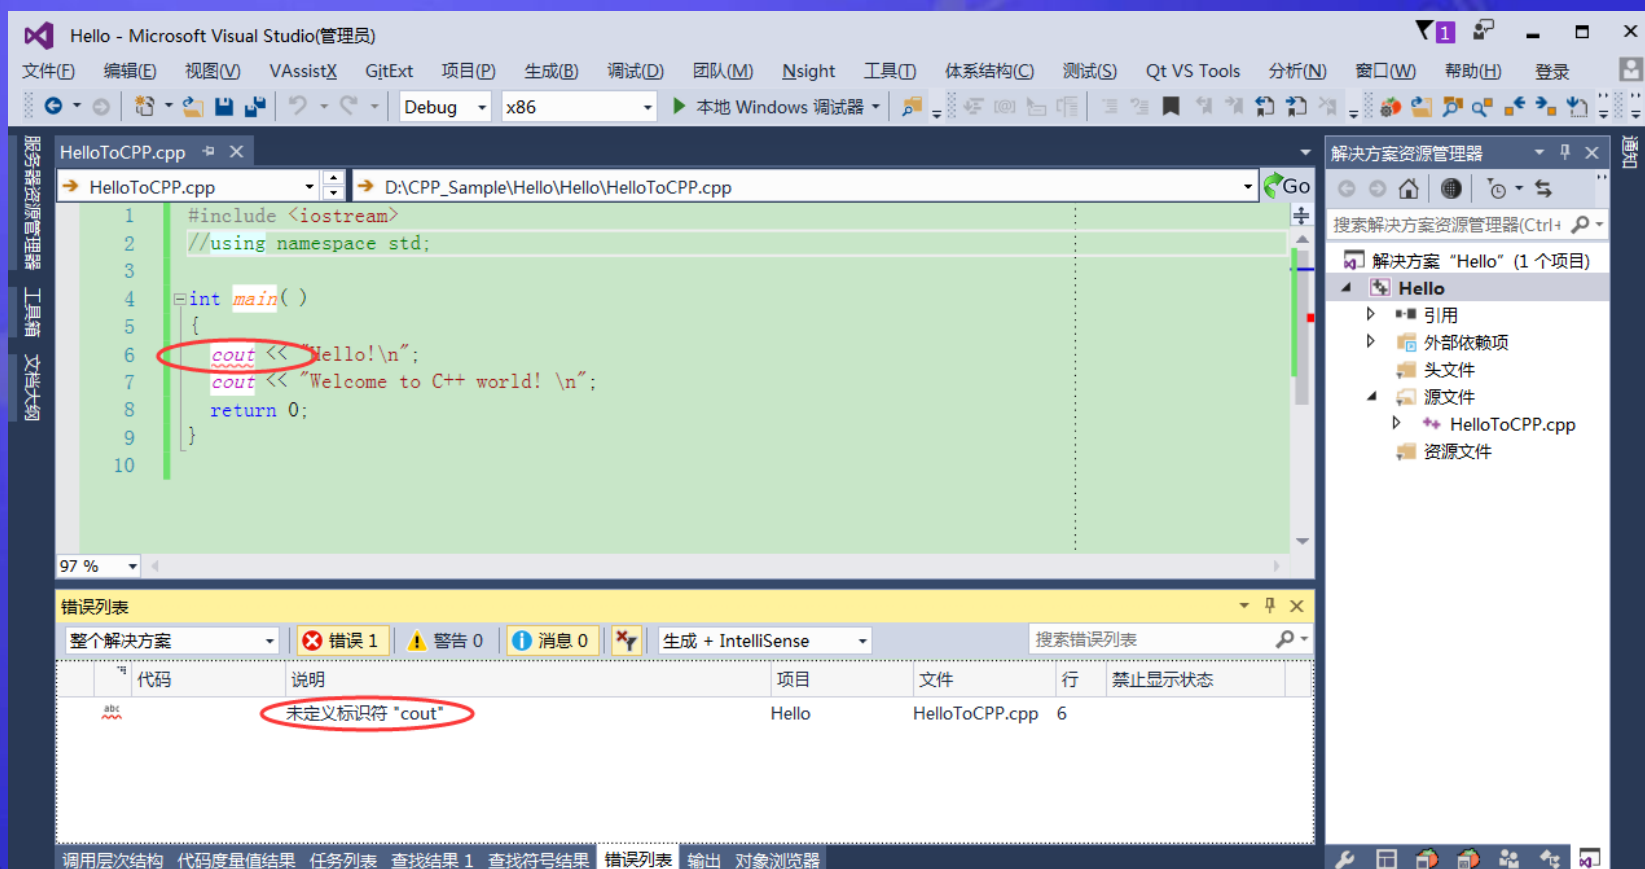 Hello - Microsoft Visual Studio(管理员)
1
文件(F) 编辑(E) 视图(V) VAssistX GitExt 项目(P) 生成(B) 调试(D) 团队(M) Nsight 工具(T) 体系结构(C) 测试(S) Qt VS Tools 分析(N) 窗口(W) 帮助(H) 登录
Debug x86 本地 Windows 调试器
服务器资源管理器
工具箱
文档大纲
HelloToCPP.cpp
HelloToCPP.cpp D:\CPP_Sample\Hello\Hello\HelloToCPP.cpp Go
1 #include <iostream>
2 //using namespace std;
3
4 int main( )
5 {
6 cout << "Hello!\n";
7 cout << "Welcome to C++ world! \n";
8 return 0;
9 }
10
97 %
错误列表
整个解决方案 错误 1 警告 0 消息 0 生成 + IntelliSense 搜索错误列表
代码 说明 项目 文件 行 禁止显示状态
abc 未定义标识符 "cout" Hello HelloToCPP.cpp 6
调用层次结构 代码度量值结果 任务列表 查找结果 1 查找符号结果 错误列表 输出 对象浏览器
解决方案资源管理器
搜索解决方案资源管理器(Ctrl+
解决方案 "Hello" (1 个项目)
Hello
引用
外部依赖项
头文件
源文件
HelloToCPP.cpp
资源文件
通知